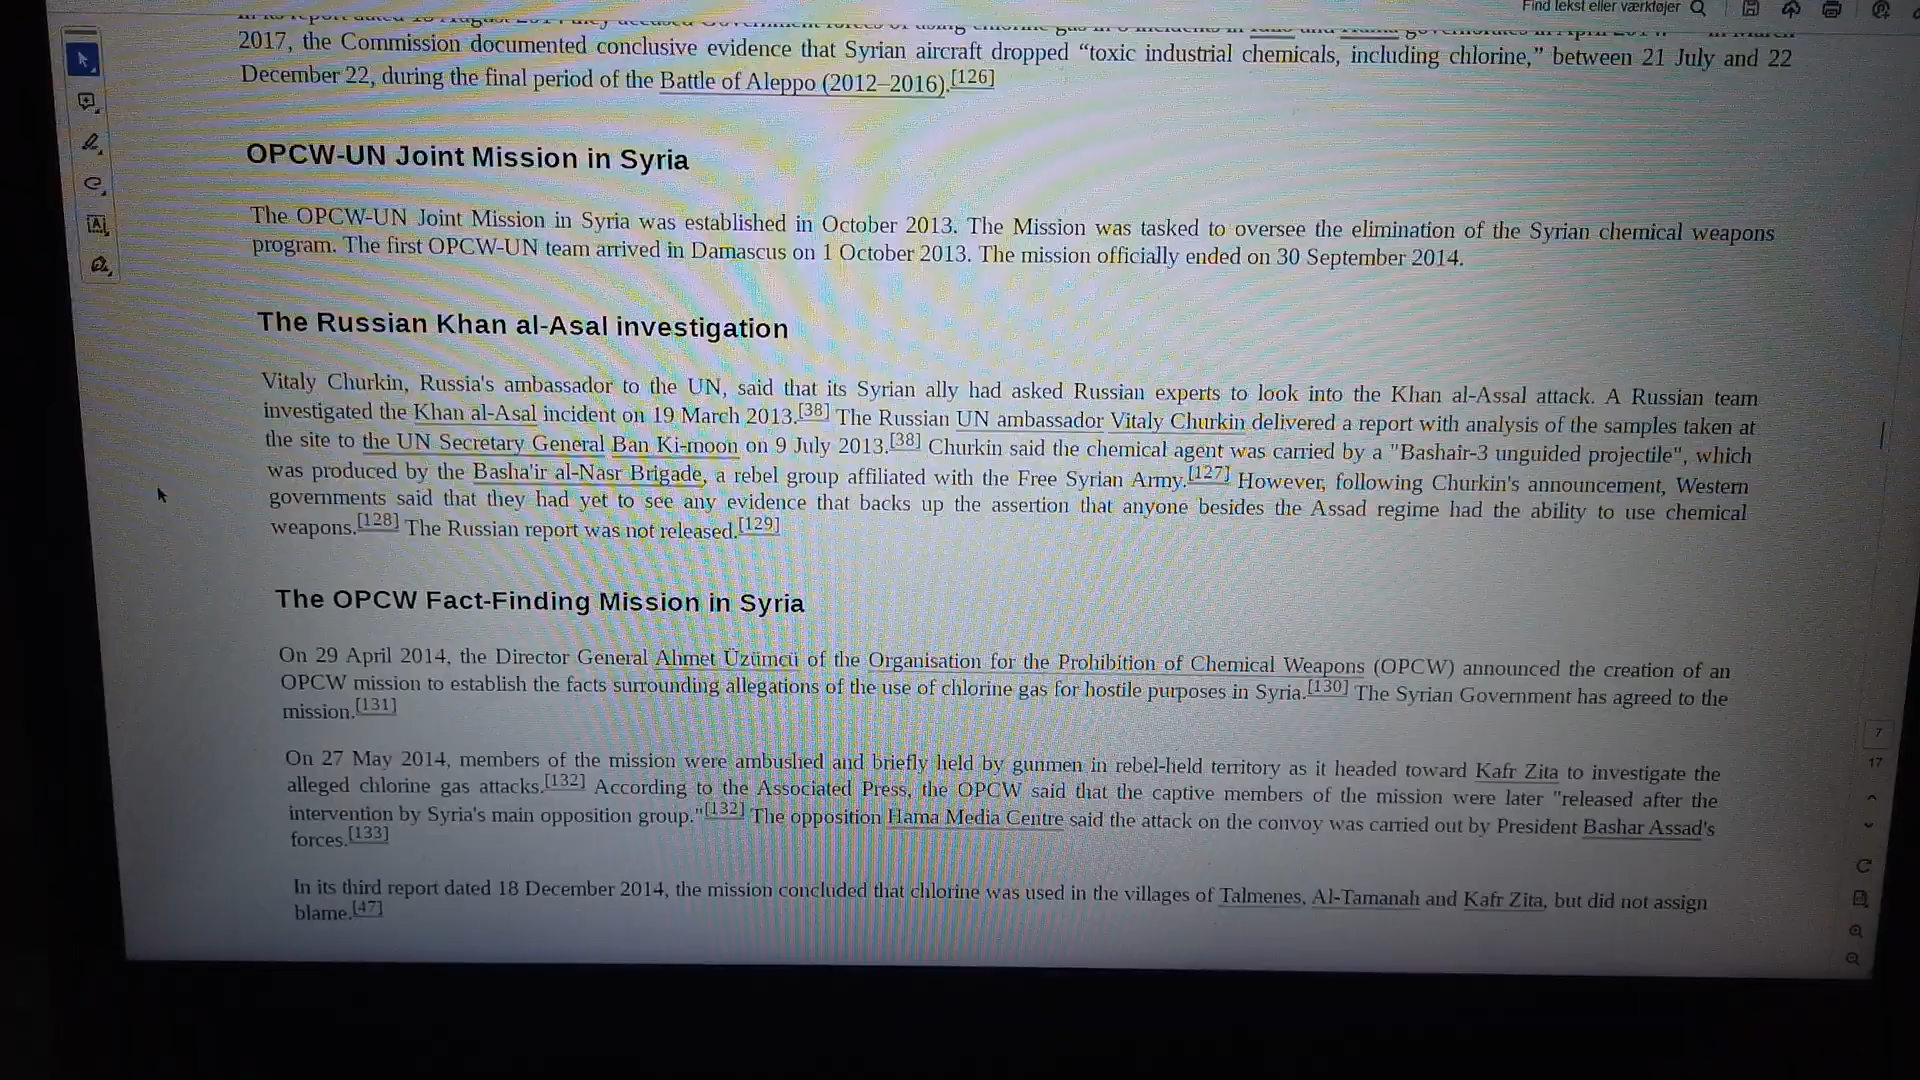 Find tekst eller værktøjer
2017, the Commission documented conclusive evidence that Syrian aircraft dropped “toxic industrial chemicals, including chlorine,” between 21 July and 22
December 22, during the final period of the Battle of Aleppo (2012–2016).[126]
OPCW-UN Joint Mission in Syria
The OPCW-UN Joint Mission in Syria was established in October 2013. The Mission was tasked to oversee the elimination of the Syrian chemical weapons
program. The first OPCW-UN team arrived in Damascus on 1 October 2013. The mission officially ended on 30 September 2014.
The Russian Khan al-Asal investigation
Vitaly Churkin, Russia's ambassador to the UN, said that its Syrian ally had asked Russian experts to look into the Khan al-Assal attack. A Russian team
investigated the Khan al-Asal incident on 19 March 2013.[38] The Russian UN ambassador Vitaly Churkin delivered a report with analysis of the samples taken at
the site to the UN Secretary General Ban Ki-moon on 9 July 2013.[38] Churkin said the chemical agent was carried by a "Bashair-3 unguided projectile", which
was produced by the Basha'ir al-Nasr Brigade, a rebel group affiliated with the Free Syrian Army.[127] However, following Churkin's announcement, Western
governments said that they had yet to see any evidence that backs up the assertion that anyone besides the Assad regime had the ability to use chemical
weapons.[128] The Russian report was not released.[129]
The OPCW Fact-Finding Mission in Syria
On 29 April 2014, the Director General Ahmet Üzümcü of the Organisation for the Prohibition of Chemical Weapons (OPCW) announced the creation of an
OPCW mission to establish the facts surrounding allegations of the use of chlorine gas for hostile purposes in Syria.[130] The Syrian Government has agreed to the
mission.[131]
On 27 May 2014, members of the mission were ambushed and briefly held by gunmen in rebel-held territory as it headed toward Kafr Zita to investigate the
alleged chlorine gas attacks.[132] According to the Associated Press, the OPCW said that the captive members of the mission were later "released after the
intervention by Syria's main opposition group."[132] The opposition Hama Media Centre said the attack on the convoy was carried out by President Bashar Assad's
forces.[133]
In its third report dated 18 December 2014, the mission concluded that chlorine was used in the villages of Talmenes, Al-Tamanah and Kafr Zita, but did not assign
blame.[47]
7
17